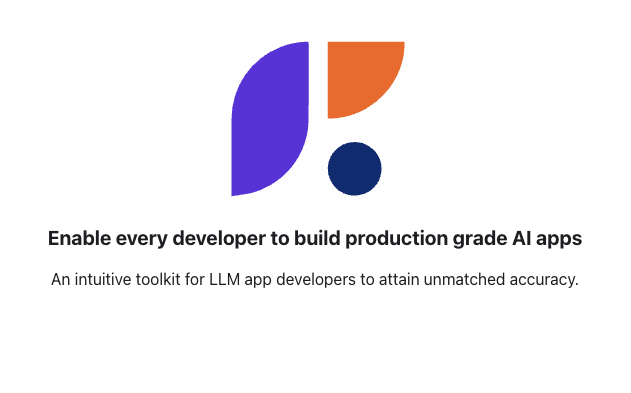 Enable every developer to build production grade AI apps
An intuitive toolkit for LLM app developers to attain unmatched accuracy.